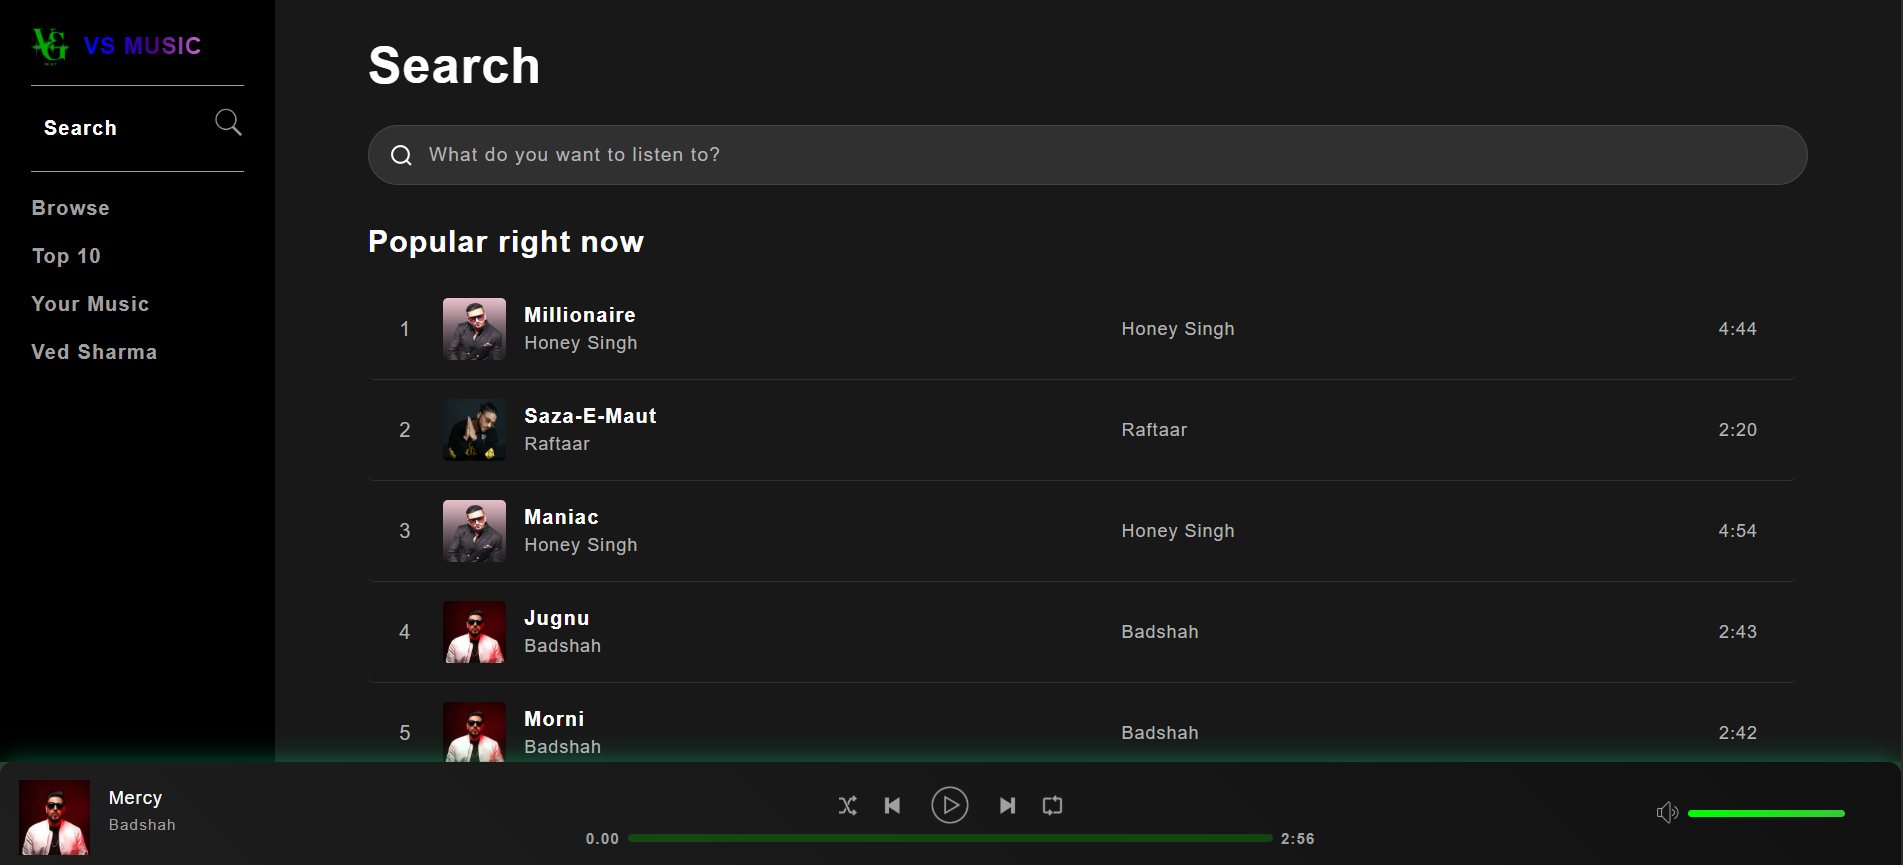 VG
VS MUSIC
Search
Browse
Top 10
Your Music
Ved Sharma
Search
What do you want to listen to?
Popular right now
1 Millionaire Honey Singh 4:44
Honey Singh
2 Saza-E-Maut Raftaar 2:20
Raftaar
3 Maniac Honey Singh 4:54
Honey Singh
4 Jugnu Badshah 2:43
Badshah
5 Morni Badshah 2:42
Badshah
Mercy
Badshah
0.00 2:56